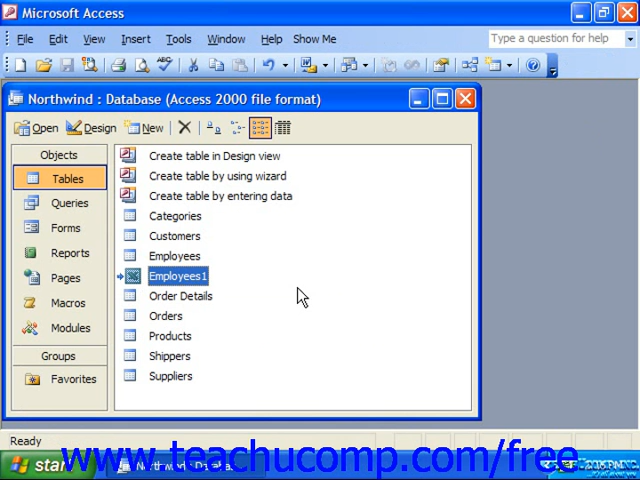 Microsoft Access
File Edit View Insert Tools Window Help Show Me
Type a question for help
Northwind : Database (Access 2000 file format)
Open Design New
Objects
Tables
Queries
Forms
Reports
Pages
Macros
Modules
Groups
Favorites
Create table in Design view
Create table by using wizard
Create table by entering data
Categories
Customers
Employees
Employees1
Order Details
Orders
Products
Shippers
Suppliers
Ready
start
www.teachucomp.com/free